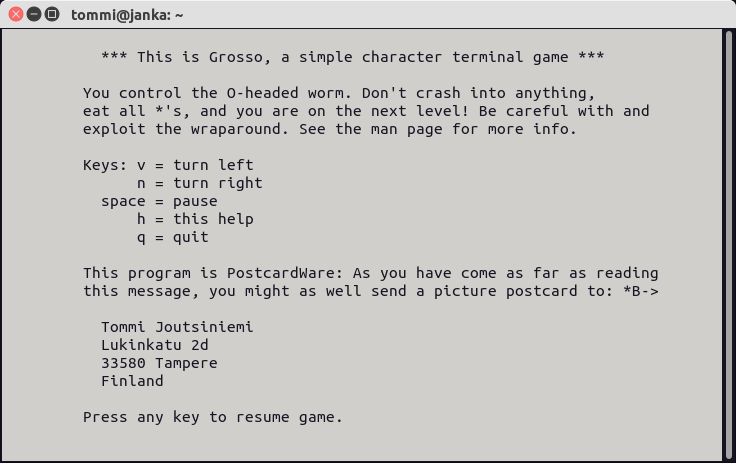 tommi@janka: ~
*** This is Grosso, a simple character terminal game ***
You control the O-headed worm. Don't crash into anything,
eat all *'s, and you are on the next level! Be careful with and
exploit the wraparound. See the man page for more info.
Keys: v = turn left
n = turn right
space = pause
h = this help
q = quit
This program is PostcardWare: As you have come as far as reading
this message, you might as well send a picture postcard to: *B->
Tommi Joutsiniemi
Lukinkatu 2d
33580 Tampere
Finland
Press any key to resume game.